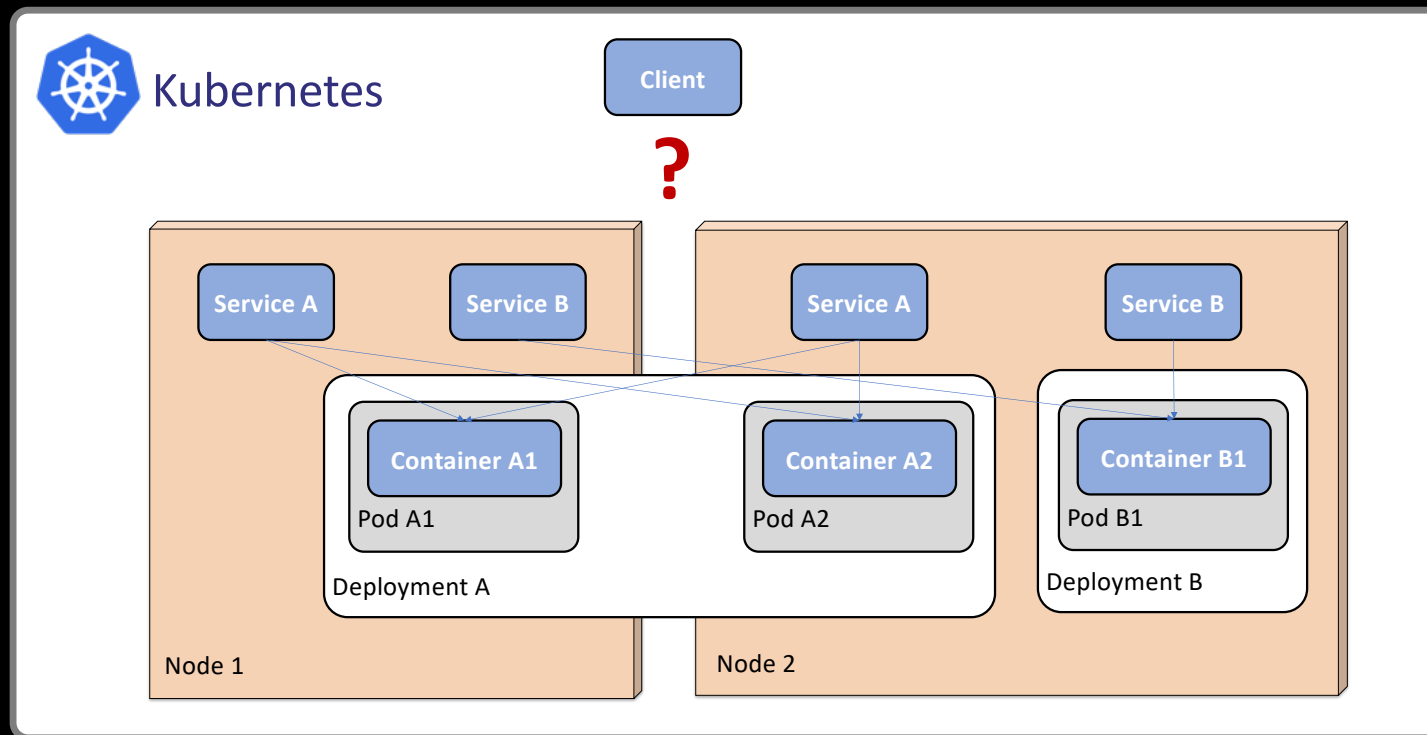 Kubernetes
Client
?
Service A
Service B
Service A
Service B
Container A1
Container A2
Container B1
Pod A1
Pod A2
Pod B1
Deployment A
Deployment B
Node 1
Node 2